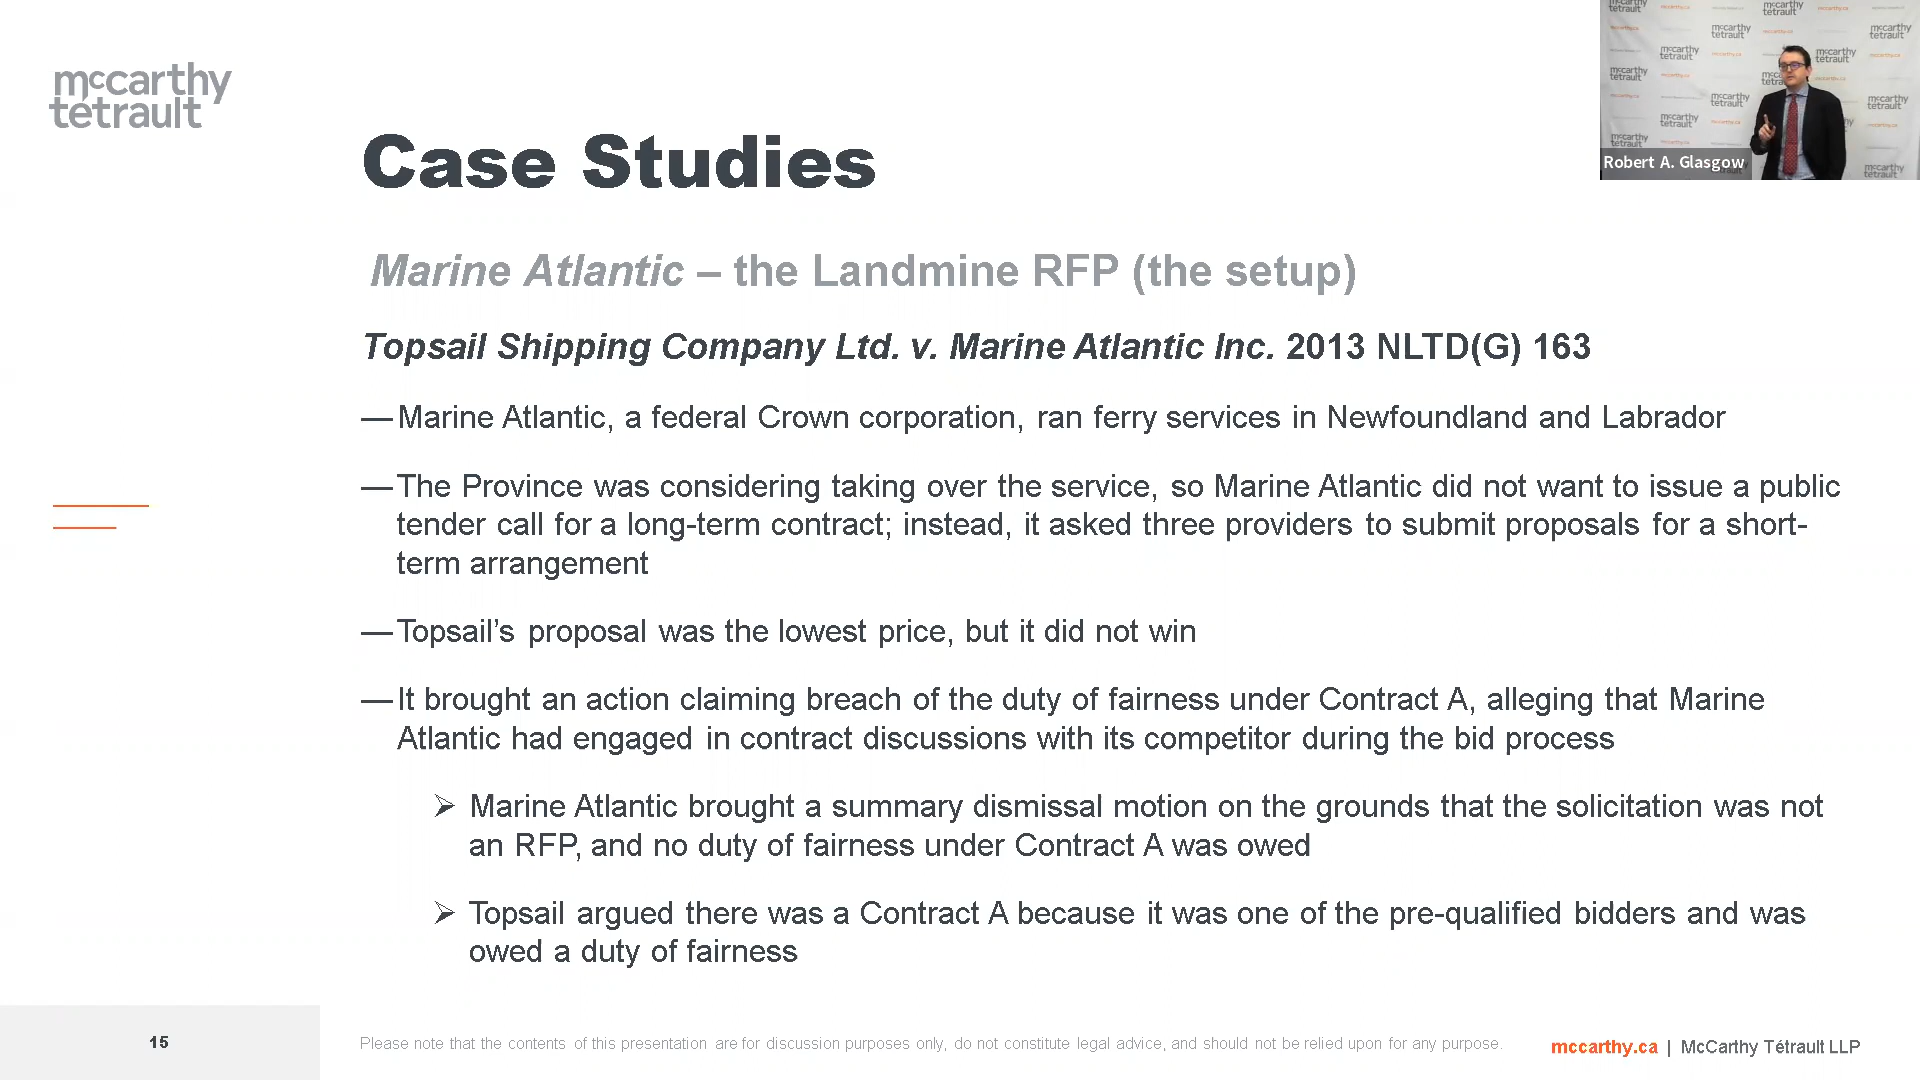 mccarthy
tetrault
Case Studies
Robert A. Glasgow
Marine Atlantic – the Landmine RFP (the setup)
Topsail Shipping Company Ltd. v. Marine Atlantic Inc. 2013 NLTD(G) 163
— Marine Atlantic, a federal Crown corporation, ran ferry services in Newfoundland and Labrador
— The Province was considering taking over the service, so Marine Atlantic did not want to issue a public
tender call for a long-term contract; instead, it asked three providers to submit proposals for a short-
term arrangement
— Topsail’s proposal was the lowest price, but it did not win
— It brought an action claiming breach of the duty of fairness under Contract A, alleging that Marine
Atlantic had engaged in contract discussions with its competitor during the bid process
➢ Marine Atlantic brought a summary dismissal motion on the grounds that the solicitation was not
an RFP, and no duty of fairness under Contract A was owed
➢ Topsail argued there was a Contract A because it was one of the pre-qualified bidders and was
owed a duty of fairness
15
Please note that the contents of this presentation are for discussion purposes only, do not constitute legal advice, and should not be relied upon for any purpose.
mccarthy.ca | McCarthy Tétrault LLP